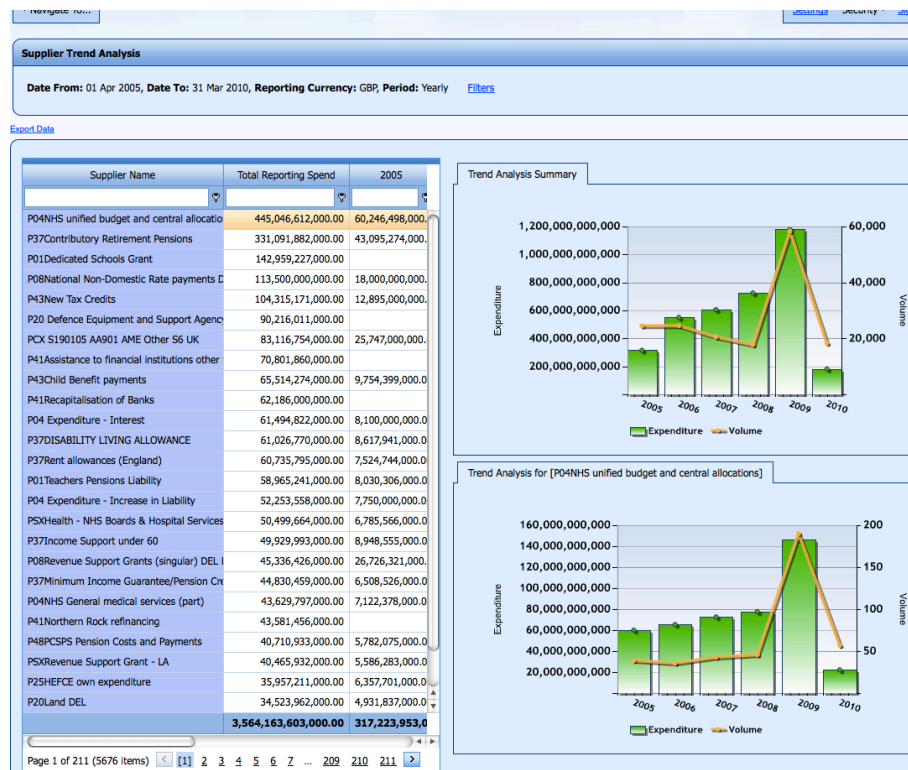 Navigate To...
Settings Security
Supplier Trend Analysis
Date From: 01 Apr 2005, Date To: 31 Mar 2010, Reporting Currency: GBP, Period: Yearly Filters
Export Data
Supplier Name Total Reporting Spend 2005
P04NHS unified budget and central allocatio 445,046,612,000.00 60,246,498,000.
P37Contributory Retirement Pensions 331,091,882,000.00 43,095,274,000.
P01Dedicated Schools Grant 142,959,227,000.00
P08National Non-Domestic Rate payments D 113,500,000,000.00 18,000,000,000.
P43New Tax Credits 104,315,171,000.00 12,895,000,000.
P20 Defence Equipment and Support Agency 90,216,011,000.00
PCX S190105 AA901 AME Other S6 UK 83,116,754,000.00 25,747,000,000.
P41Assistance to financial institutions other 70,801,860,000.00
P43Child Benefit payments 65,514,274,000.00 9,754,399,000.0
P41Recapitalisation of Banks 62,186,000,000.00
P04 Expenditure - Interest 61,494,822,000.00 8,100,000,000.0
P37DISABILITY LIVING ALLOWANCE 61,026,770,000.00 8,617,941,000.0
P37Rent allowances (England) 60,735,795,000.00 7,524,744,000.0
P01Teachers Pensions Liability 58,965,241,000.00 8,030,306,000.0
P04 Expenditure - Increase in Liability 52,253,558,000.00 7,750,000,000.0
PSXHealth - NHS Boards & Hospital Services 50,499,664,000.00 6,785,566,000.0
P37Income Support under 60 49,929,993,000.00 8,948,555,000.0
P08Revenue Support Grants (singular) DEL 45,336,426,000.00 26,726,321,000.
P37Minimum Income Guarantee/Pension Cre 44,830,459,000.00 6,508,526,000.0
P04NHS General medical services (part) 43,629,797,000.00 7,122,378,000.0
P41Northern Rock refinancing 43,581,456,000.00
P48PCSPS Pension Costs and Payments 40,710,933,000.00 5,782,075,000.0
PSXRevenue Support Grant - LA 40,465,932,000.00 5,586,283,000.0
P25HEFCE own expenditure 35,957,211,000.00 6,357,701,000.0
P20Land DEL 34,523,962,000.00 4,931,837,000.0
3,564,163,603,000.00 317,223,953,0
Page 1 of 211 (5676 items) [1] 2 3 4 5 6 7 ... 209 210 211
Trend Analysis Summary
1,200,000,000,000 60,000
1,000,000,000,000
800,000,000,000 40,000
600,000,000,000
400,000,000,000 20,000
200,000,000,000
Expenditure
Volume
2005 2006 2007 2008 2009 2010
Expenditure Volume
Trend Analysis for [P04NHS unified budget and central allocations]
160,000,000,000 200
140,000,000,000
120,000,000,000 150
100,000,000,000
80,000,000,000 100
60,000,000,000
40,000,000,000 50
20,000,000,000
Expenditure
Volume
2005 2006 2007 2008 2009 2010
Expenditure Volume